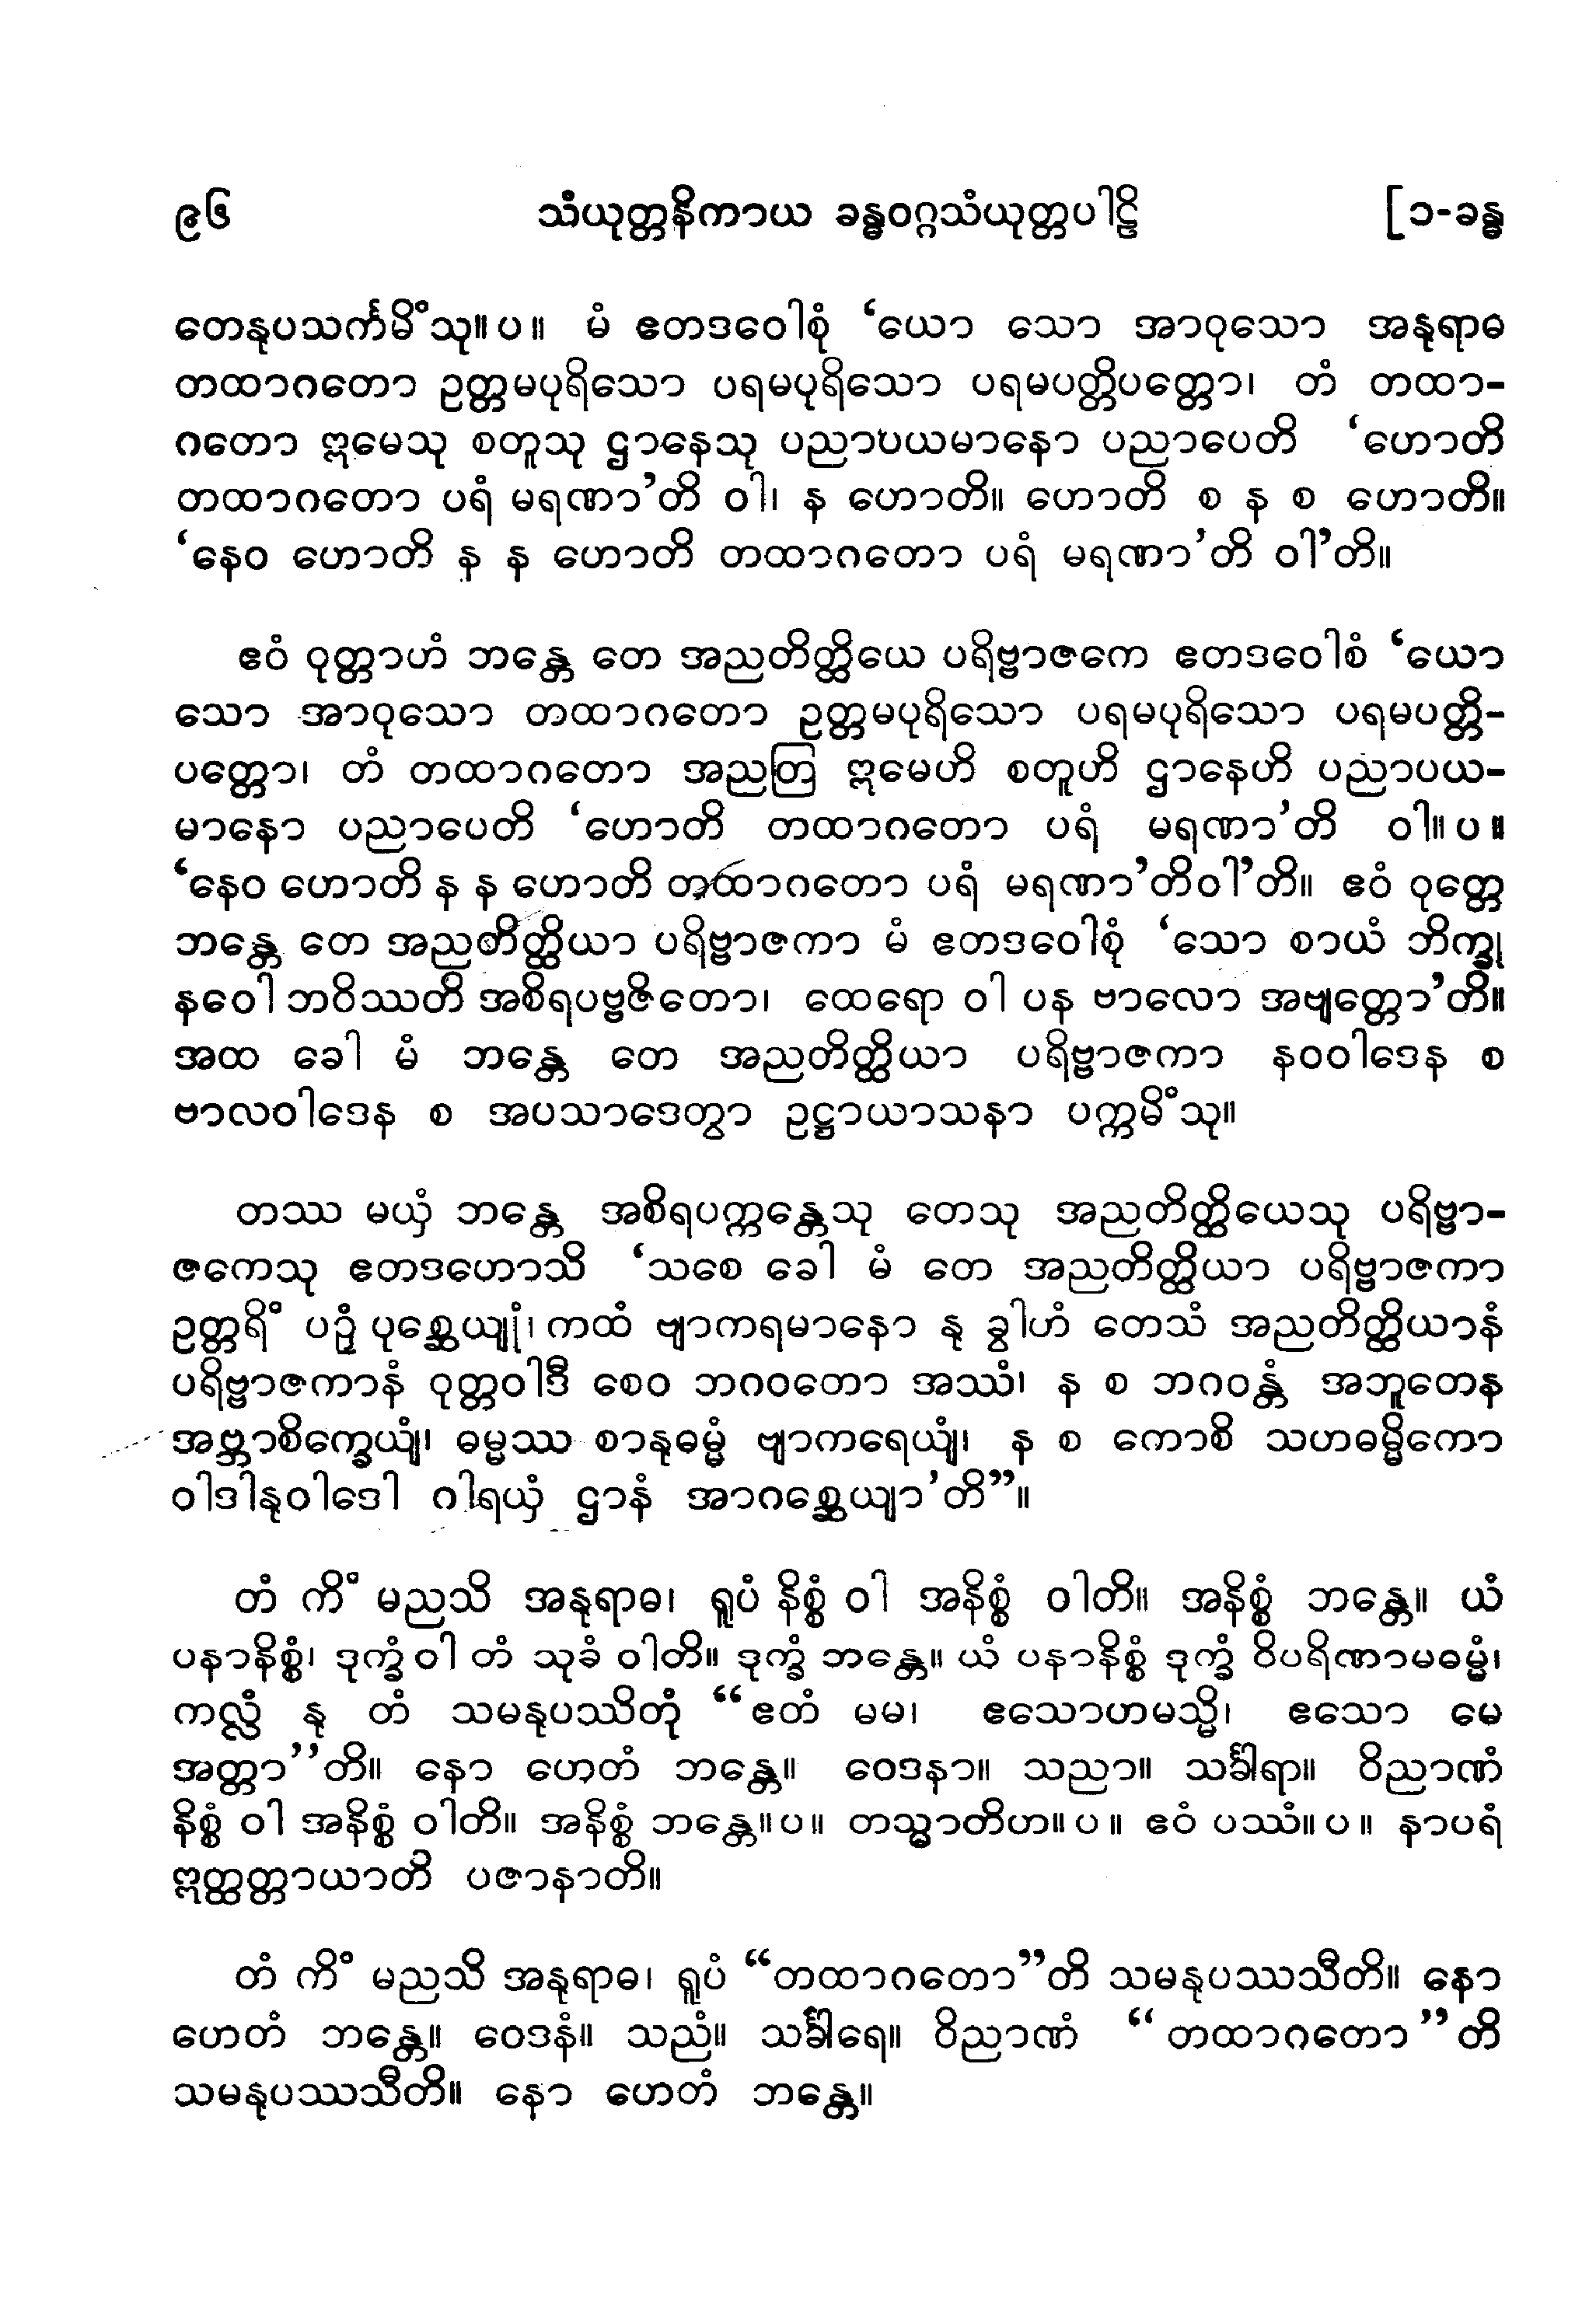 ၉၆ သံယုတ္တနိကာယ ခန္ဓဝဂ္ဂသံယုတ္တပါဠိ [၁-ခန္ဓ
တေနုပသင်္ကမိံသု။ပ။ မံ ဧတဒဝေါစုံ ‘ယော သော အာဝုသော အနုရာဓ
တထာဂတော ဥတ္တမပုရိသော ပရမပုရိသော ပရမပတ္တိပတ္တော၊ တံ တထာ-
ဂတော ဣမေသု စတူသု ဌာနေသု ပညာပယမာနော ပညာပေတိ ‘ဟောတိ
တထာဂတော ပရံ မရဏာ’တိ ဝါ၊ န ဟောတိ။ ဟောတိ စ န စ ဟောတိ။
‘နေဝ ဟောတိ န န ဟောတိ တထာဂတော ပရံ မရဏာ’တိ ဝါ’တိ။
ဧဝံ ဝုတ္တာဟံ ဘန္တေ တေ အညတိတ္ထိယေ ပရိဗ္ဗာဇကေ ဧတဒဝေါစံ ‘ယော
သော အာဝုသော တထာဂတော ဥတ္တမပုရိသော ပရမပုရိသော ပရမပတ္တိ-
ပတ္တော၊ တံ တထာဂတော အညတြ ဣမေဟိ စတူဟိ ဌာနေဟိ ပညာပယ-
မာနော ပညာပေတိ ‘ဟောတိ တထာဂတော ပရံ မရဏာ’တိ ဝါ။ပ။
‘နေဝ ဟောတိ န န ဟောတိ တထာဂတော ပရံ မရဏာ’တိဝါ’တိ။ ဧဝံ ဝုတ္တေ
ဘန္တေ တေ အညတိတ္ထိယာ ပရိဗ္ဗာဇကာ မံ ဧတဒဝေါစုံ ‘သော စာယံ ဘိက္ခု
နဝေါ ဘဝိဿတိ အစိရပဗ္ဗဇိတော၊ ထေရော ဝါ ပန ဗာလော အဗျတ္တော’တိ။
အထ ခေါ မံ ဘန္တေ တေ အညတိတ္ထိယာ ပရိဗ္ဗာဇကာ နဝဝါဒေန စ
ဗာလဝါဒေန စ အပသာဒေတွာ ဥဋ္ဌာယာသနာ ပက္ကမိံသု။
တဿ မယှံ ဘန္တေ အစိရပက္ကန္တေသု တေသု အညတိတ္ထိယေသု ပရိဗ္ဗာ-
ဇကေသု ဧတဒဟောသိ ‘သစေ ခေါ မံ တေ အညတိတ္ထိယာ ပရိဗ္ဗာဇကာ
ဥတ္တရိံ ပဉှံ ပုစ္ဆေယျုံ၊ ကထံ ဗျာကရမာနော နု ခွါဟံ တေသံ အညတိတ္ထိယာနံ
ပရိဗ္ဗာဇကာနံ ဝုတ္တဝါဒီ စေဝ ဘဂဝတော အဿံ၊ န စ ဘဂဝန္တံ အဘူတေန
အဗ္ဘာစိက္ခေယျံ၊ ဓမ္မဿ စာနုဓမ္မံ ဗျာကရေယျံ၊ န စ ကောစိ သဟဓမ္မိကော
ဝါဒါနုဝါဒေါ ဂါရယှံ ဌာနံ အာဂစ္ဆေယျာ’တိ”။
တံ ကိံ မညသိ အနုရာဓ၊ ရူပံ နိစ္စံ ဝါ အနိစ္စံ ဝါတိ။ အနိစ္စံ ဘန္တေ။ ယံ
ပနာနိစ္စံ၊ ဒုက္ခံ ဝါ တံ သုခံ ဝါတိ။ ဒုက္ခံ ဘန္တေ။ ယံ ပနာနိစ္စံ ဒုက္ခံ ဝိပရိဏာမဓမ္မံ၊
ကလ္လံ နု တံ သမနုပဿိတုံ “ဧတံ မမ၊ ဧသောဟမသ္မိ၊ ဧသော မေ
အတ္တာ”တိ။ နော ဟေတံ ဘန္တေ။ ဝေဒနာ။ သညာ။ သင်္ခါရာ။ ဝိညာဏံ
နိစ္စံ ဝါ အနိစ္စံ ဝါတိ။ အနိစ္စံ ဘန္တေ။ပ။ တသ္မာတိဟ။ပ။ ဧဝံ ပဿံ။ပ။ နာပရံ
ဣတ္ထတ္တာယာတိ ပဇာနာတိ။
တံ ကိံ မညသိ အနုရာဓ၊ ရူပံ “တထာဂတော”တိ သမနုပဿသီတိ။ နော
ဟေတံ ဘန္တေ။ ဝေဒနံ။ သညံ။ သင်္ခါရေ။ ဝိညာဏံ “တထာဂတော”တိ
သမနုပဿသီတိ။ နော ဟေတံ ဘန္တေ။